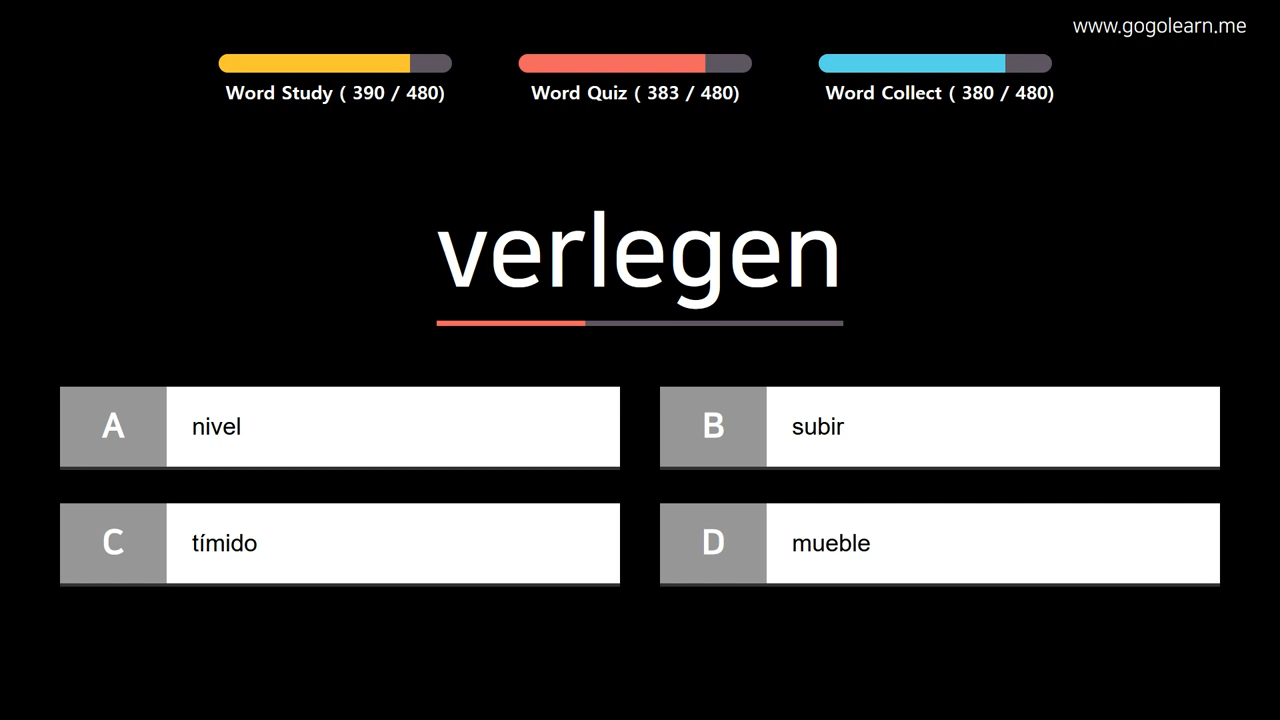 www.gogolearn.me
Word Study ( 390 / 480)
Word Quiz ( 383 / 480)
Word Collect ( 380 / 480)
verlegen
A nivel
B subir
C tímido
D mueble